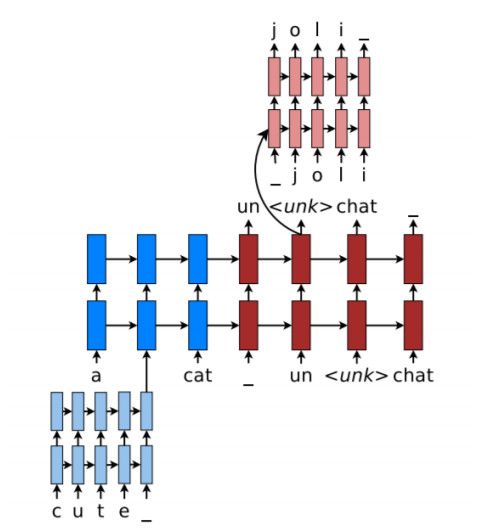 j o l i _
_ j o l i
un <unk> chat _
a cat _ un <unk> chat
c u t e _